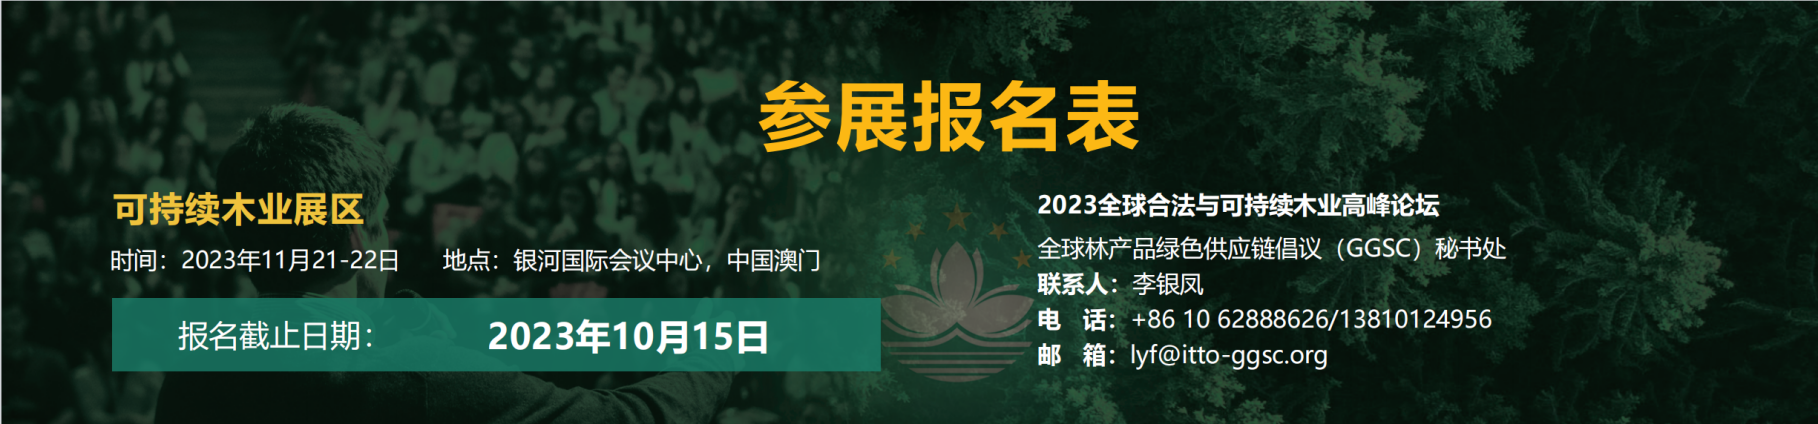 参展报名表
可持续木业展区
时间：2023年11月21-22日 地点：银河国际会议中心，中国澳门
报名截止日期： 2023年10月15日
2023全球合法与可持续木业高峰论坛
全球林产品绿色供应链倡议（GGSC）秘书处
联系人：李银凤
电 话：+86 10 62888626/13810124956
邮 箱：lyf@itto-ggsc.org